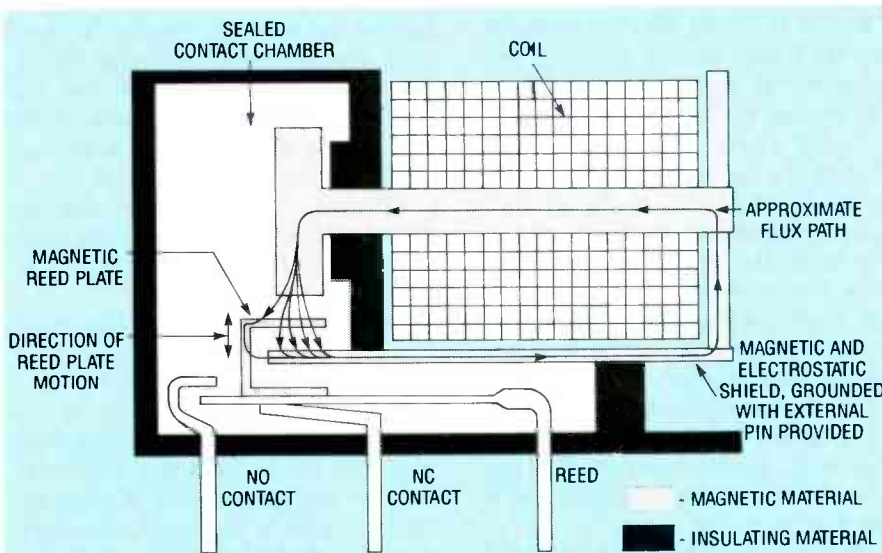 SEALED
CONTACT CHAMBER
COIL
APPROXIMATE
FLUX PATH
MAGNETIC
REED PLATE
DIRECTION OF
REED PLATE
MOTION
MAGNETIC AND
ELECTROSTATIC
SHIELD, GROUNDED
WITH EXTERNAL
PIN PROVIDED
NO
CONTACT
NC
CONTACT
REED
- MAGNETIC MATERIAL
- INSULATING MATERIAL